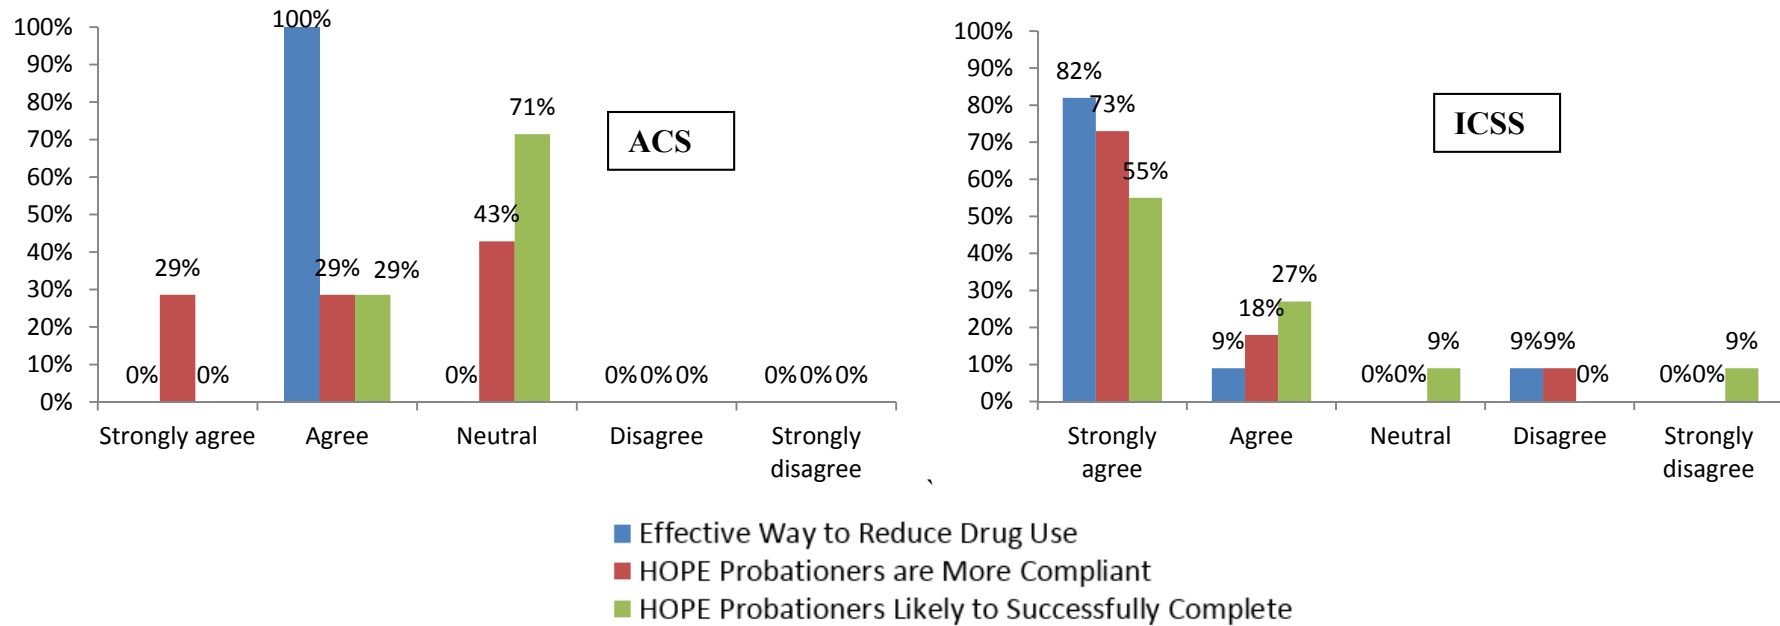 100%
90%
80%
70%
60%
50%
40%
30%
20%
10%
0%
0% 29% 0%
100% 29% 29%
0% 43% 71%
0% 0% 0%
0% 0% 0%
Strongly agree
Agree
Neutral
Disagree
Strongly
disagree
ACS
100%
90%
80%
70%
60%
50%
40%
30%
20%
10%
0%
82% 73% 55%
9% 18% 27%
0% 0% 9%
9% 9% 0%
0% 0% 9%
Strongly
agree
Agree
Neutral
Disagree
Strongly
disagree
ICSS
`
Effective Way to Reduce Drug Use
HOPE Probationers are More Compliant
HOPE Probationers Likely to Successfully Complete